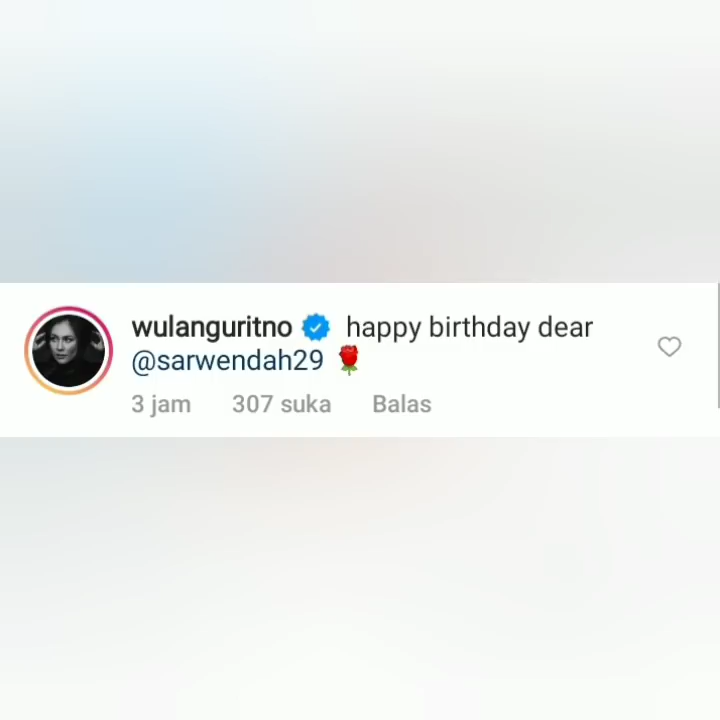 wulanguritno happy birthday dear
@sarwendah29 🌹
3 jam 307 suka Balas